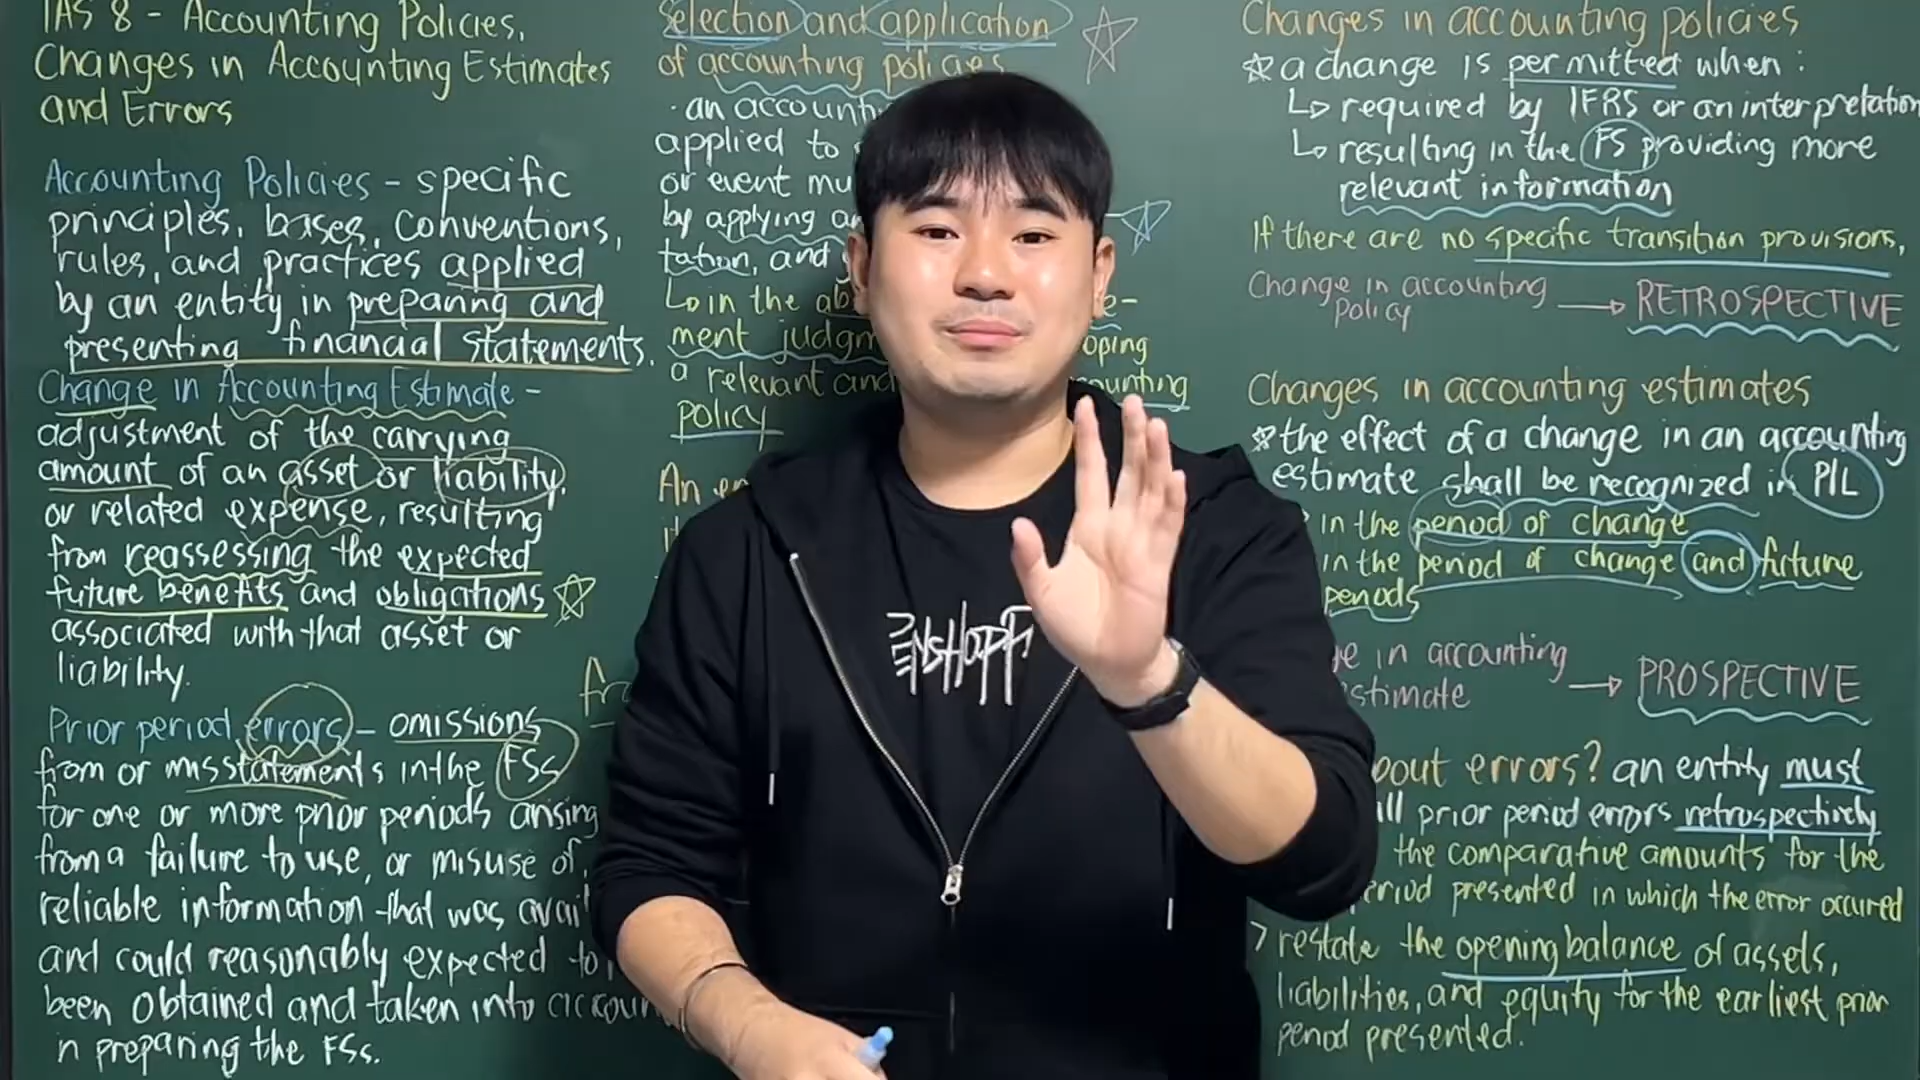 IAS 8 - Accounting Policies,
Changes in Accounting Estimates
and Errors
Accounting Policies - specific
principles, bases, conventions,
rules, and practices applied
by an entity in preparing and
presenting financial statements.
Change in Accounting Estimate -
adjustment of the carrying
amount of an asset or liability,
or related expense, resulting
from reassessing the expected
future benefits and obligations
associated with that asset or
liability.
Prior period errors - omissions
from or misstatements in the FSs
for one or more prior periods arising
from a failure to use, or misuse of,
reliable information that was avai
and could reasonably expected to
been obtained and taken into accoun
n preparing the FSs.
Selection and application
of accounting policies
· an account
applied to
or event mu
by applying an
tation, and
↳ in the ab e-
ment judgm oping
a relevant and ounting
policy
An en
fr
ENSHAPF
Changes in accounting policies
☆ a change is permitted when:
↳ required by IFRS or an interpretation
↳ resulting in the FS providing more
relevant information
If there are no specific transition provisions,
Change in accounting
policy → RETROSPECTIVE
Changes in accounting estimates
☆ the effect of a change in an accounting
estimate shall be recognized in P/L
in the period of change
in the period of change and future
periods
ge in accounting
stimate → PROSPECTIVE
bout errors? an entity must
ll prior period errors retrospectively
the comparative amounts for the
eriod presented in which the error occured
> restate the opening balance of assets,
liabilities, and equity for the earliest prior
period presented.